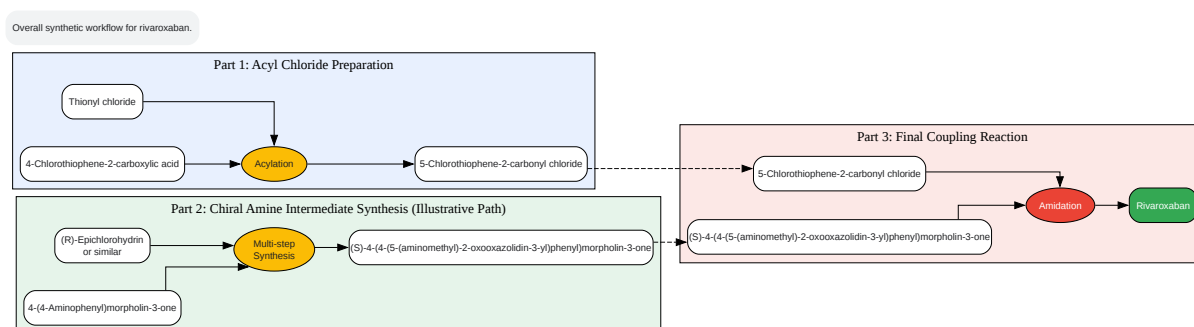 Overall synthetic workflow for rivaroxaban.
Part 1: Acyl Chloride Preparation
Thionyl chloride
4-Chlorothiophene-2-carboxylic acid
Acylation
5-Chlorothiophene-2-carbonyl chloride
Part 2: Chiral Amine Intermediate Synthesis (Illustrative Path)
(R)-Epichlorohydrin
or similar
Multi-step
Synthesis
(S)-4-(4-(5-(aminomethyl)-2-oxooxazolidin-3-yl)phenyl)morpholin-3-one
4-(4-Aminophenyl)morpholin-3-one
Part 3: Final Coupling Reaction
5-Chlorothiophene-2-carbonyl chloride
Amidation
Rivaroxaban
(S)-4-(4-(5-(aminomethyl)-2-oxooxazolidin-3-yl)phenyl)morpholin-3-one